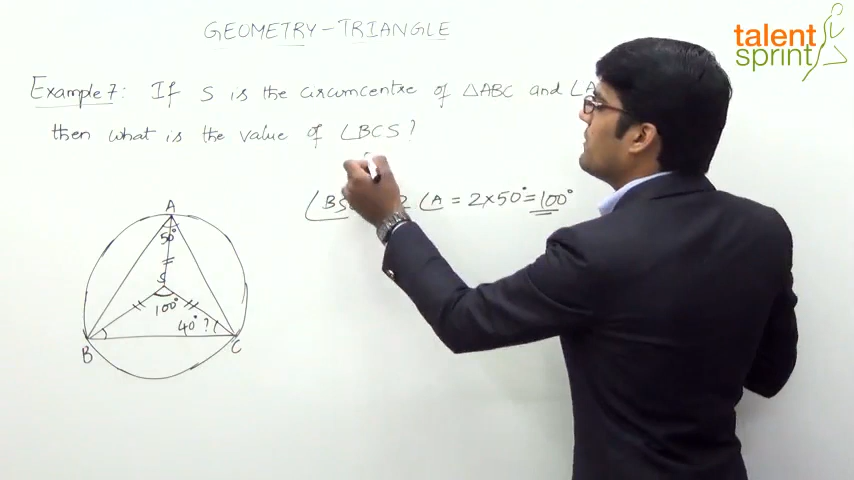 GEOMETRY-TRIANGLE
talent
sprint
Example 7: If S is the circumcentre of △ABC and ∠A
then what is the value of ∠BCS?
∠BS 2 ∠A = 2×50°=100°
A
50°
S
100°
40° ?
B
C